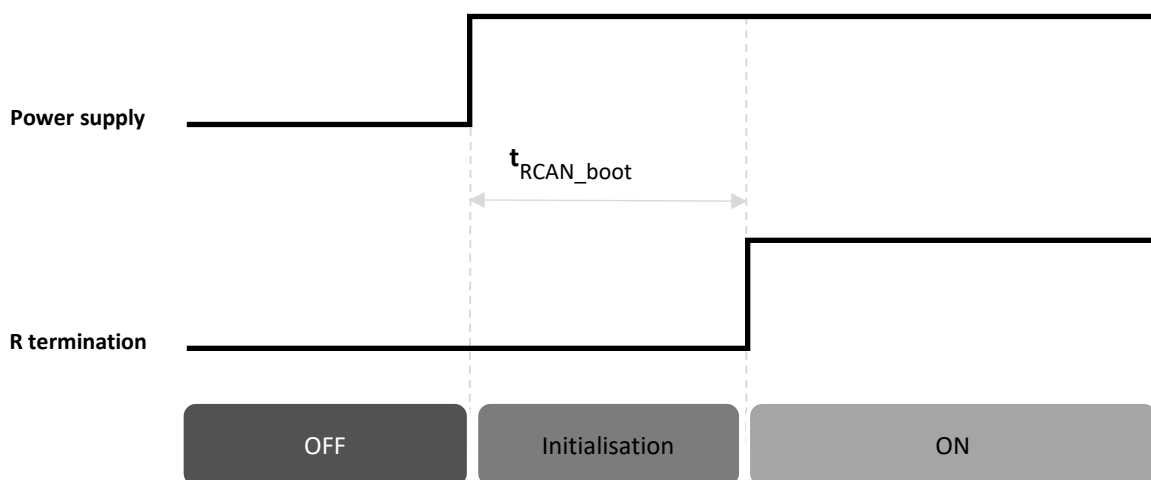 Power supply
tRCAN_boot
R termination
OFF
Initialisation
ON